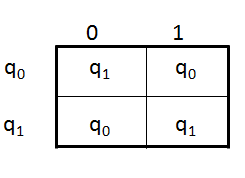 0 1
q₀ q₁ q₀
q₁ q₀ q₁